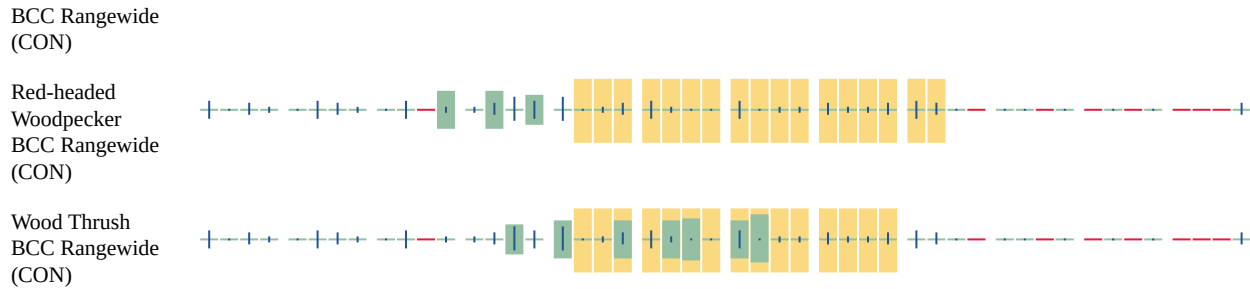 BCC Rangewide
(CON)
Red-headed
Woodpecker
BCC Rangewide
(CON)
Wood Thrush
BCC Rangewide
(CON)